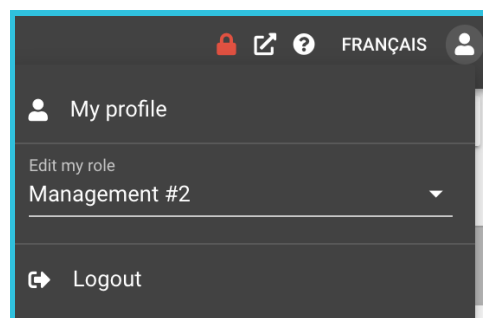 FRANÇAIS
My profile
Edit my role
Management #2
Logout